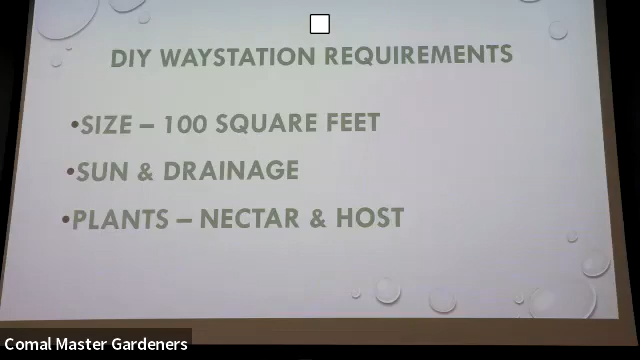 DIY WAYSTATION REQUIREMENTS
•SIZE – 100 SQUARE FEET
•SUN & DRAINAGE
•PLANTS – NECTAR & HOST
Comal Master Gardeners